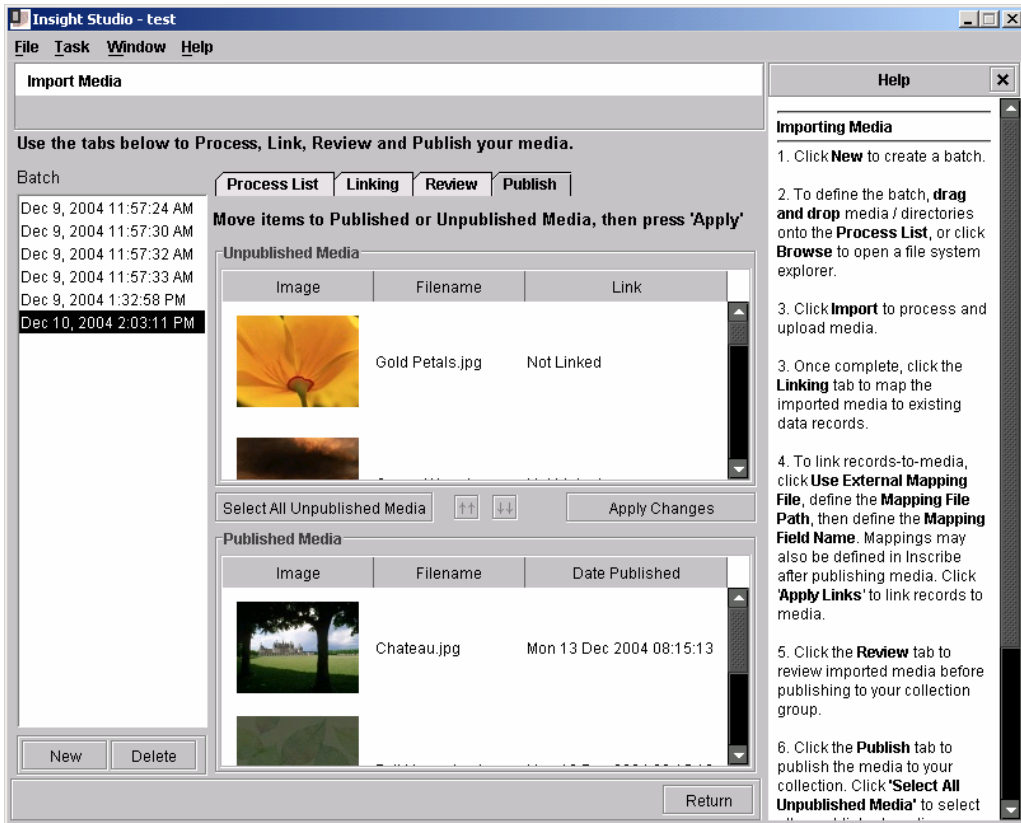 Insight Studio - test
File Task Window Help
Import Media
Use the tabs below to Process, Link, Review and Publish your media.
Batch
Dec 9, 2004 11:57:24 AM
Dec 9, 2004 11:57:30 AM
Dec 9, 2004 11:57:32 AM
Dec 9, 2004 11:57:33 AM
Dec 9, 2004 1:32:58 PM
Dec 10, 2004 2:03:11 PM
New Delete
Process List Linking Review Publish
Move items to Published or Unpublished Media, then press 'Apply'
Unpublished Media
Image Filename Link
Gold Petals.jpg Not Linked
Select All Unpublished Media Apply Changes
Published Media
Image Filename Date Published
Chateau.jpg Mon 13 Dec 2004 08:15:13
Return
Help
Importing Media
1. Click New to create a batch.
2. To define the batch, drag
and drop media / directories
onto the Process List, or click
Browse to open a file system
explorer.
3. Click Import to process and
upload media.
3. Once complete, click the
Linking tab to map the
imported media to existing
data records.
4. To link records-to-media,
click Use External Mapping
File, define the Mapping File
Path, then define the Mapping
Field Name. Mappings may
also be defined in Inscribe
after publishing media. Click
'Apply Links' to link records to
media.
5. Click the Review tab to
review imported media before
publishing to your collection
group.
6. Click the Publish tab to
publish the media to your
collection. Click 'Select All
Unpublished Media' to select